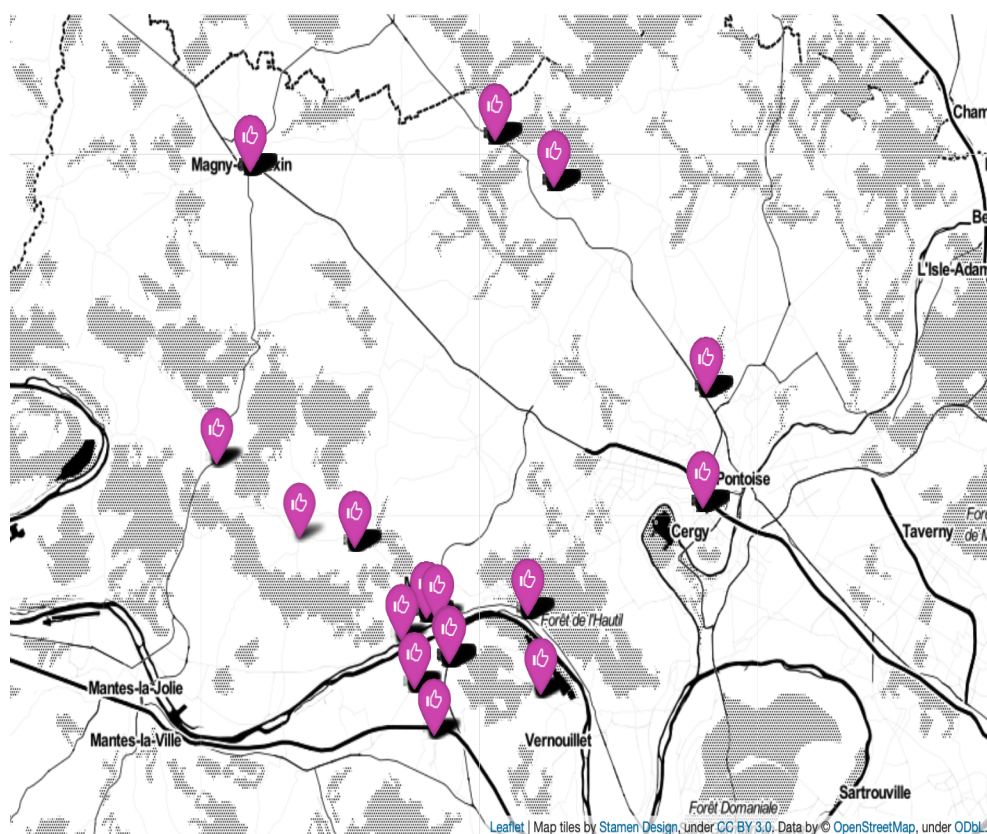 Cham
Magny-
xin
Be
L'Isle-Adam
Pontoise
Cergy
Taverny
Forê
de M
Forêt de l'Hautil
Mantes-la-Jolie
Mantes-la-Ville
Vernouillet
Sartrouville
Forêt Domaniale
Leaflet | Map tiles by Stamen Design, under CC BY 3.0. Data by © OpenStreetMap, under ODbL.